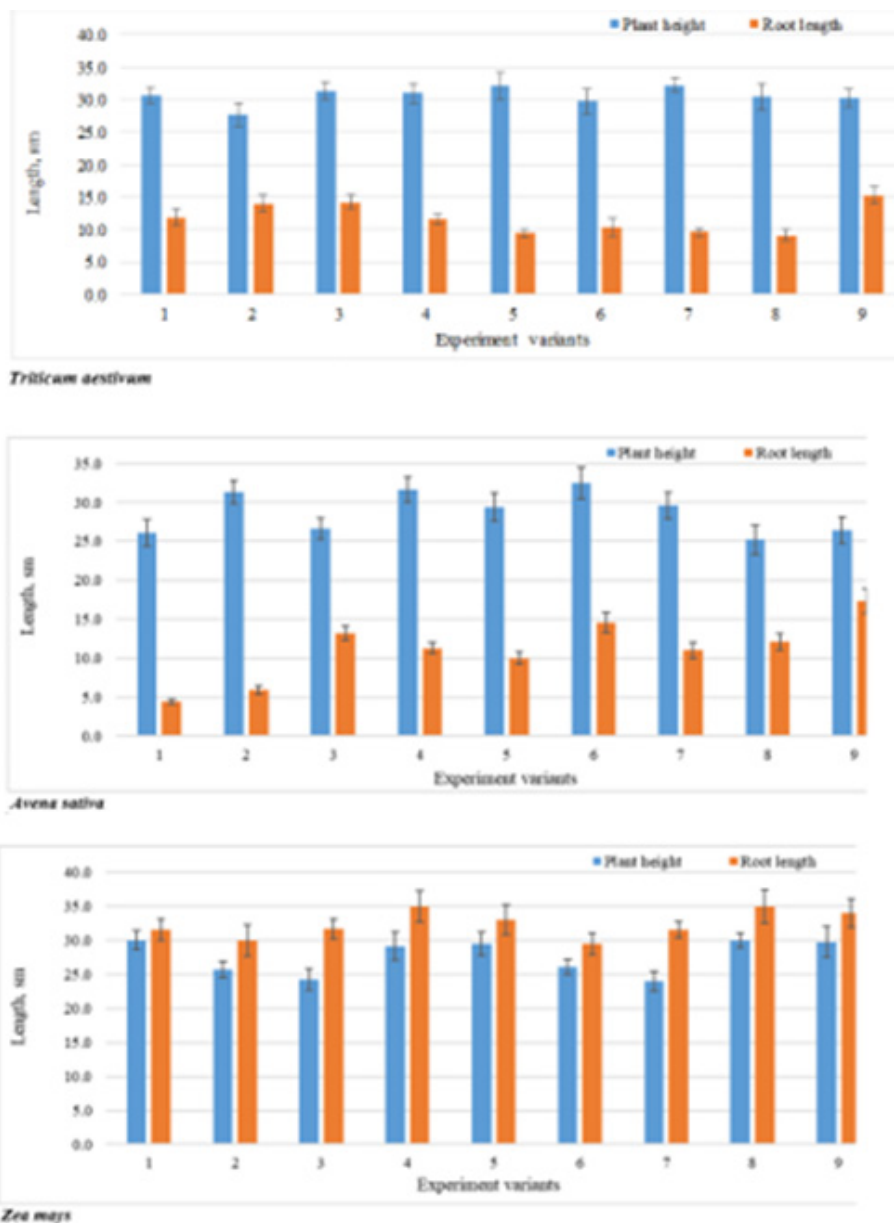 Plant height Root length
40.0
35.0
30.0
25.0
20.0
15.0
10.0
5.0
0.0
Length, sm
1 2 3 4 5 6 7 8 9
Experiment variants
Triticum aestivum
Plant height Root length
35.0
30.0
25.0
20.0
15.0
10.0
5.0
0.0
Length, sm
1 2 3 4 5 6 7 8 9
Experiment variants
Avena sativa
Plant height Root length
40.0
35.0
30.0
25.0
20.0
15.0
10.0
5.0
0.0
Length, sm
1 2 3 4 5 6 7 8 9
Experiment variants
Zea mays